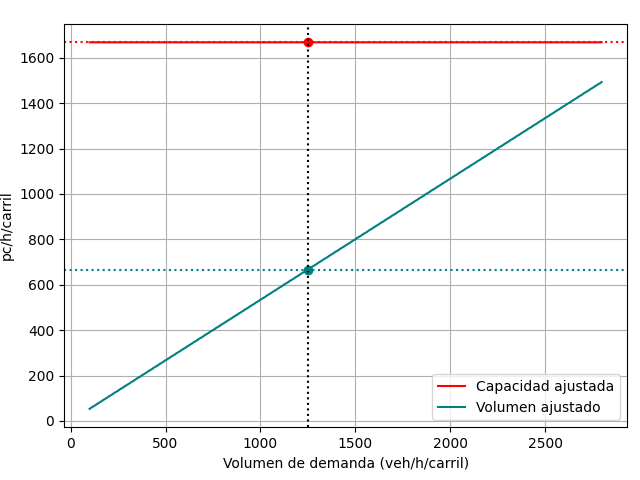 1600
1400
1200
1000
800
600
400
200
0
pc/h/carril
0 500 1000 1500 2000 2500
Volumen de demanda (veh/h/carril)
Capacidad ajustada
Volumen ajustado